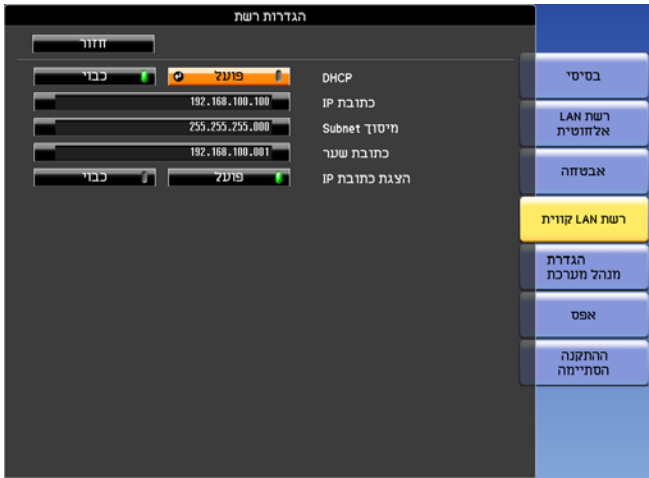 הגדרות רשת
חזור
DHCP פועל כבוי
כתובת IP 192.168.100.100
מיסוך Subnet 255.255.255.000
כתובת שער 192.168.100.001
הצגת כתובת IP פועל כבוי
בסיסי
רשת LAN
אלחוטית
אבטחה
רשת LAN קווית
הגדרת
מנהל מערכת
אפס
ההתקנה
הסתיימה